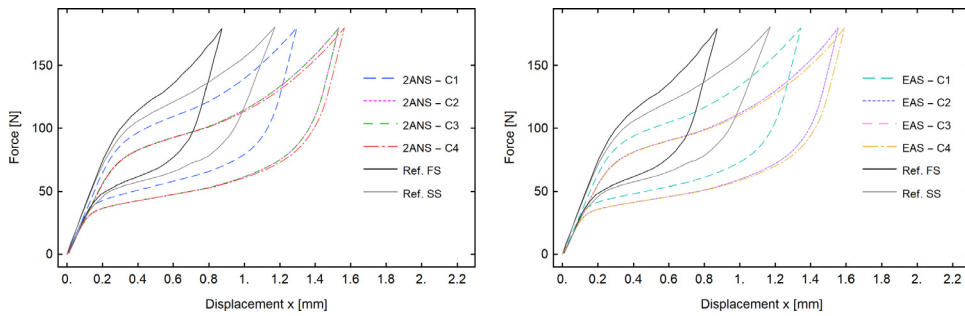 Force [N]
150
100
50
0
0. 0.2 0.4 0.6 0.8 1. 1.2 1.4 1.6 1.8 2. 2.2
Displacement x [mm]
2ANS – C1
2ANS – C2
2ANS – C3
2ANS – C4
Ref. FS
Ref. SS
Force [N]
150
100
50
0
0. 0.2 0.4 0.6 0.8 1. 1.2 1.4 1.6 1.8 2. 2.2
Displacement x [mm]
EAS – C1
EAS – C2
EAS – C3
EAS – C4
Ref. FS
Ref. SS